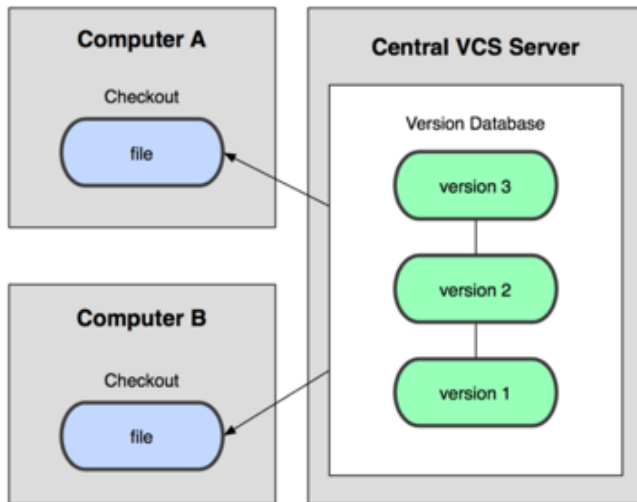 Computer A
Checkout
file
Computer B
Checkout
file
Central VCS Server
Version Database
version 3
version 2
version 1